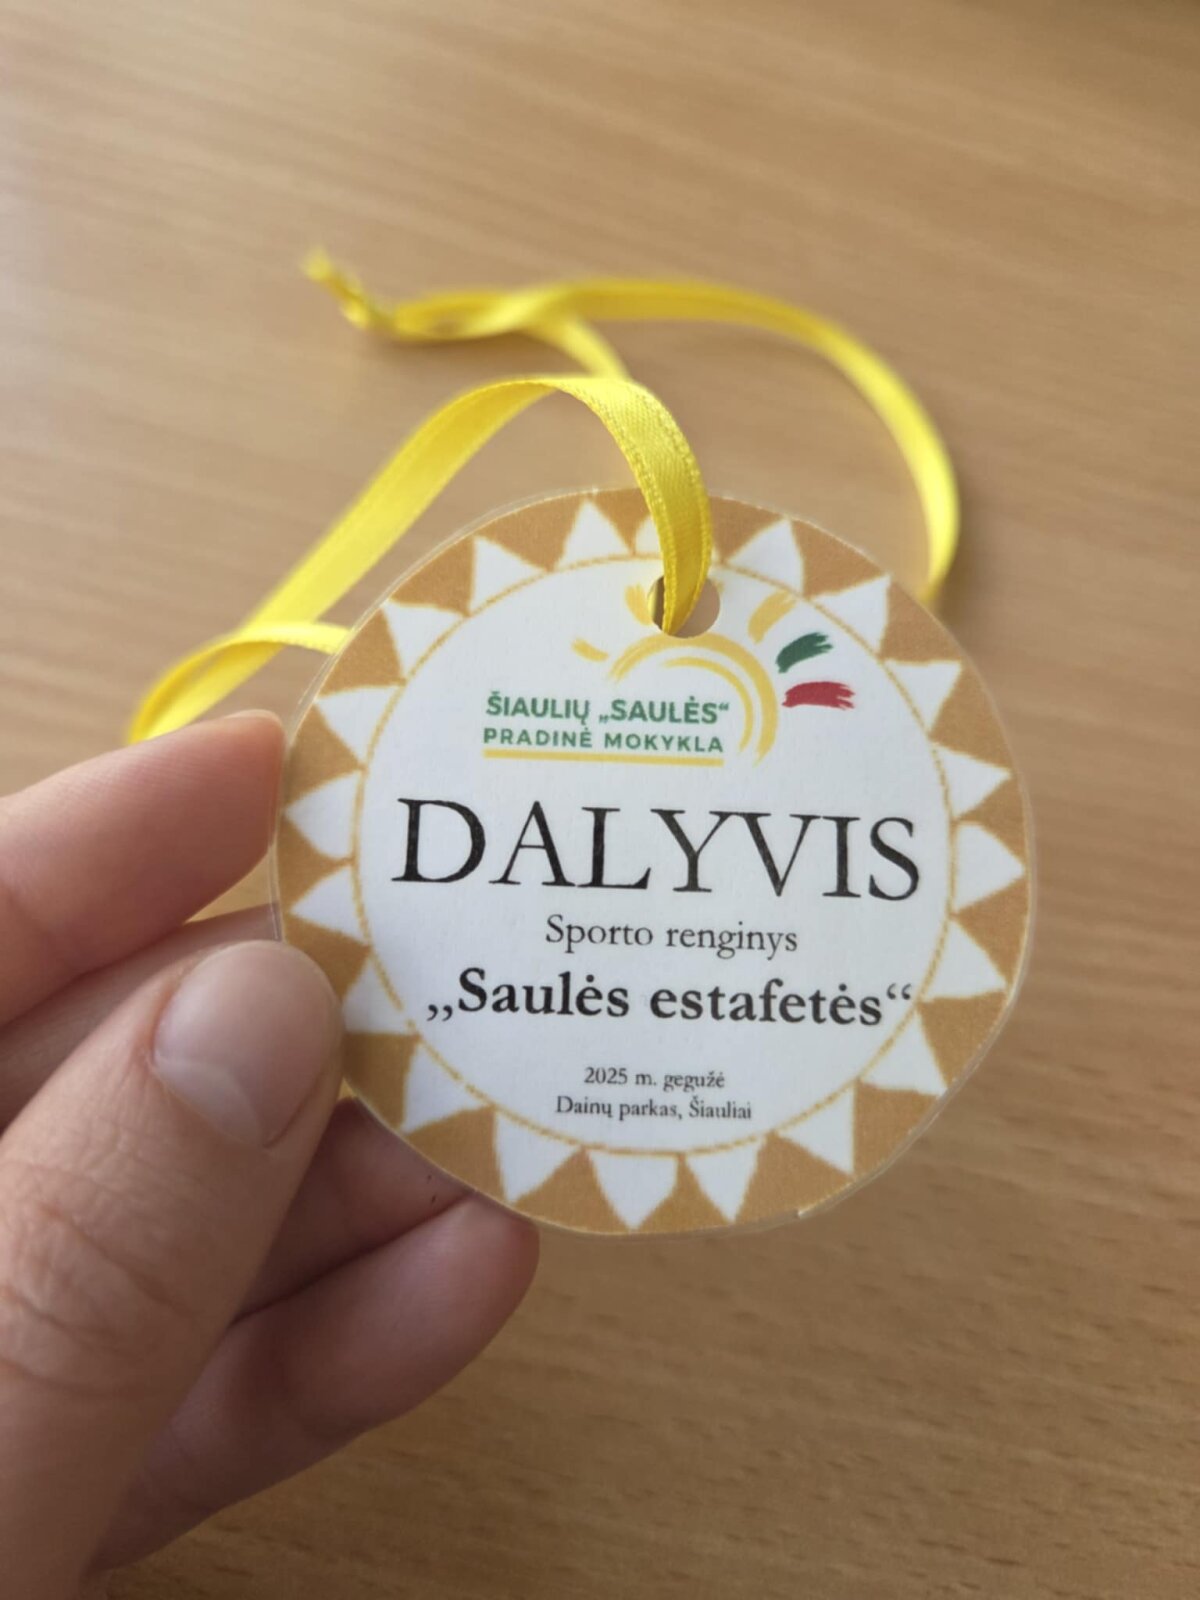 ŠIAULIŲ „SAULĖS“
PRADINĖ MOKYKLA
DALYVIS
Sporto renginys
„Saulės estafetės“
2025 m. gegužė
Dainų parkas, Šiauliai